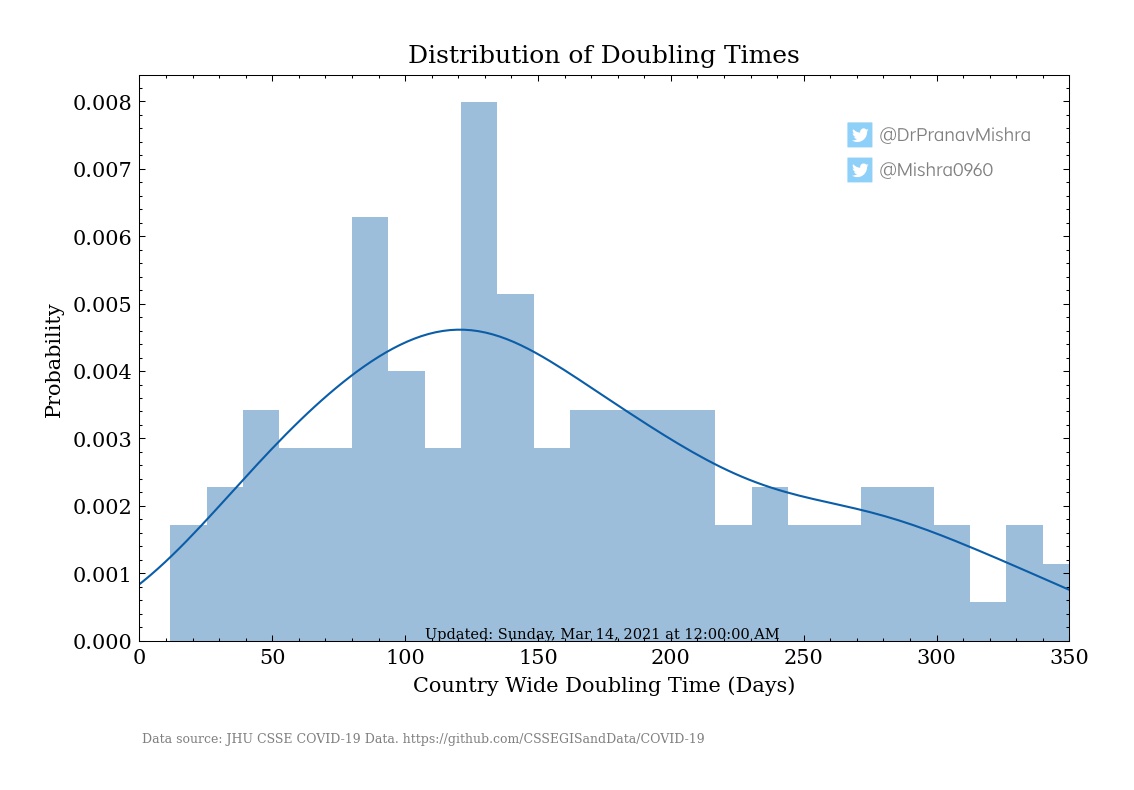 Distribution of Doubling Times
0.008
0.007
0.006
0.005
0.004
0.003
0.002
0.001
0.000
Probability
@DrPranavMishra
@Mishra0960
Updated: Sunday, Mar 14, 2021 at 12:00:00 AM
0 50 100 150 200 250 300 350
Country Wide Doubling Time (Days)
Data source: JHU CSSE COVID-19 Data. https://github.com/CSSEGISandData/COVID-19